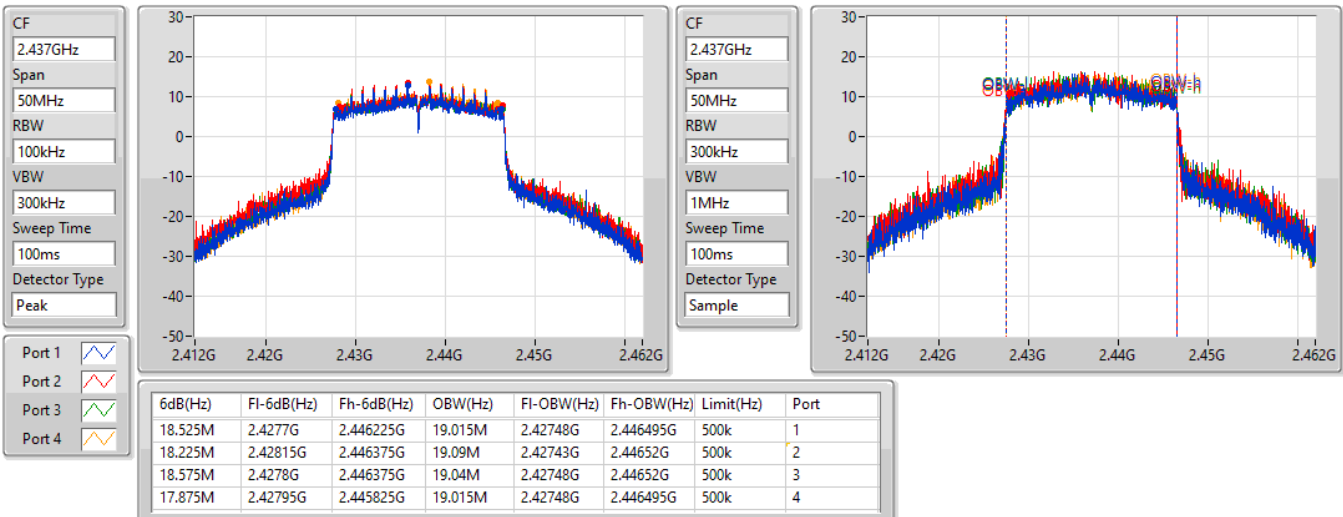 CF
2.437GHz
Span
50MHz
RBW
100kHz
VBW
300kHz
Sweep Time
100ms
Detector Type
Peak
30
20
10
0
-10
-20
-30
-40
-50
2.412G 2.42G 2.43G 2.44G 2.45G 2.462G
CF
2.437GHz
Span
50MHz
RBW
300kHz
VBW
1MHz
Sweep Time
100ms
Detector Type
Sample
30
20
10
0
-10
-20
-30
-40
-50
OBW-h
2.412G 2.42G 2.43G 2.44G 2.45G 2.462G
Port 1
Port 2
Port 3
Port 4
6dB(Hz) Fl-6dB(Hz) Fh-6dB(Hz) OBW(Hz) Fl-OBW(Hz) Fh-OBW(Hz) Limit(Hz) Port
18.525M 2.4277G 2.446225G 19.015M 2.42748G 2.446495G 500k 1
18.225M 2.42815G 2.446375G 19.09M 2.42743G 2.44652G 500k 2
18.575M 2.4278G 2.446375G 19.04M 2.42748G 2.44652G 500k 3
17.875M 2.42795G 2.445825G 19.015M 2.42748G 2.446495G 500k 4